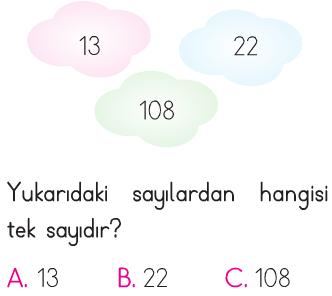 13
22
108
Yukarıdaki sayılardan hangisi
tek sayıdır?
A. 13 B. 22 C. 108